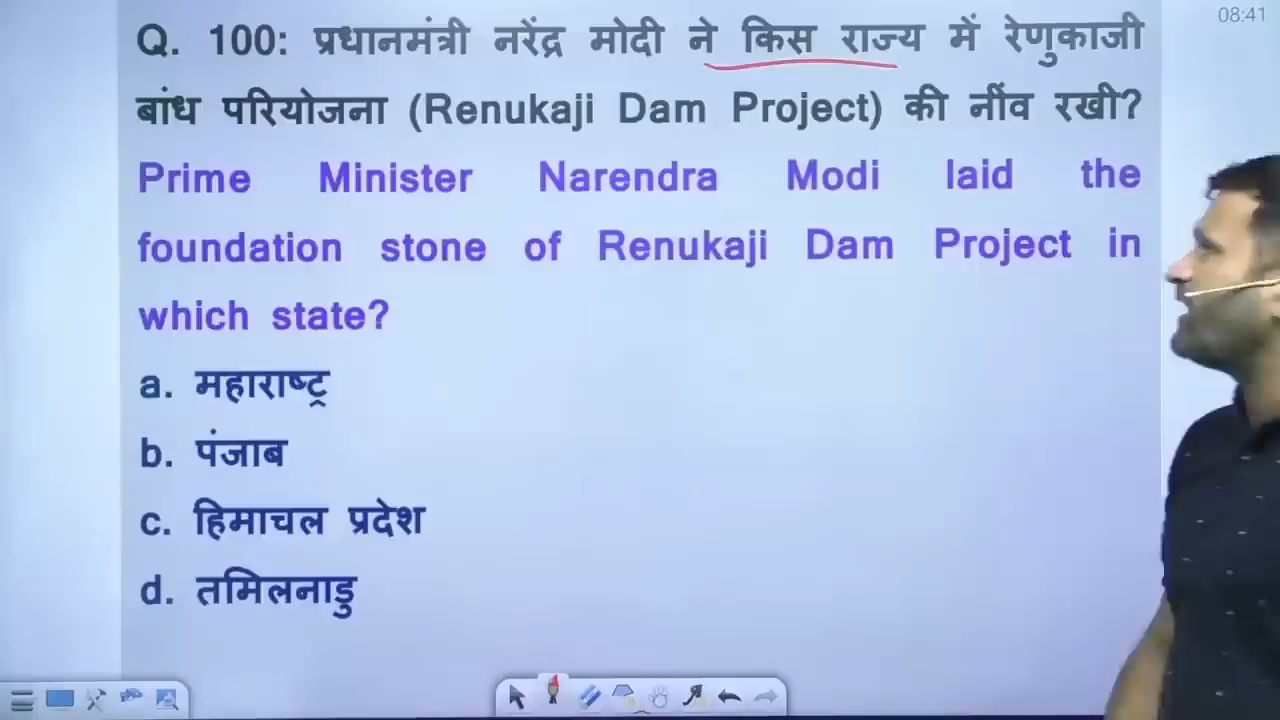 08:41
Q. 100: प्रधानमंत्री नरेंद्र मोदी ने किस राज्य में रेणुकाजी
बांध परियोजना (Renukaji Dam Project) की नींव रखी?
Prime Minister Narendra Modi laid the
foundation stone of Renukaji Dam Project in
which state?
a. महाराष्ट्र
b. पंजाब
c. हिमाचल प्रदेश
d. तमिलनाडु